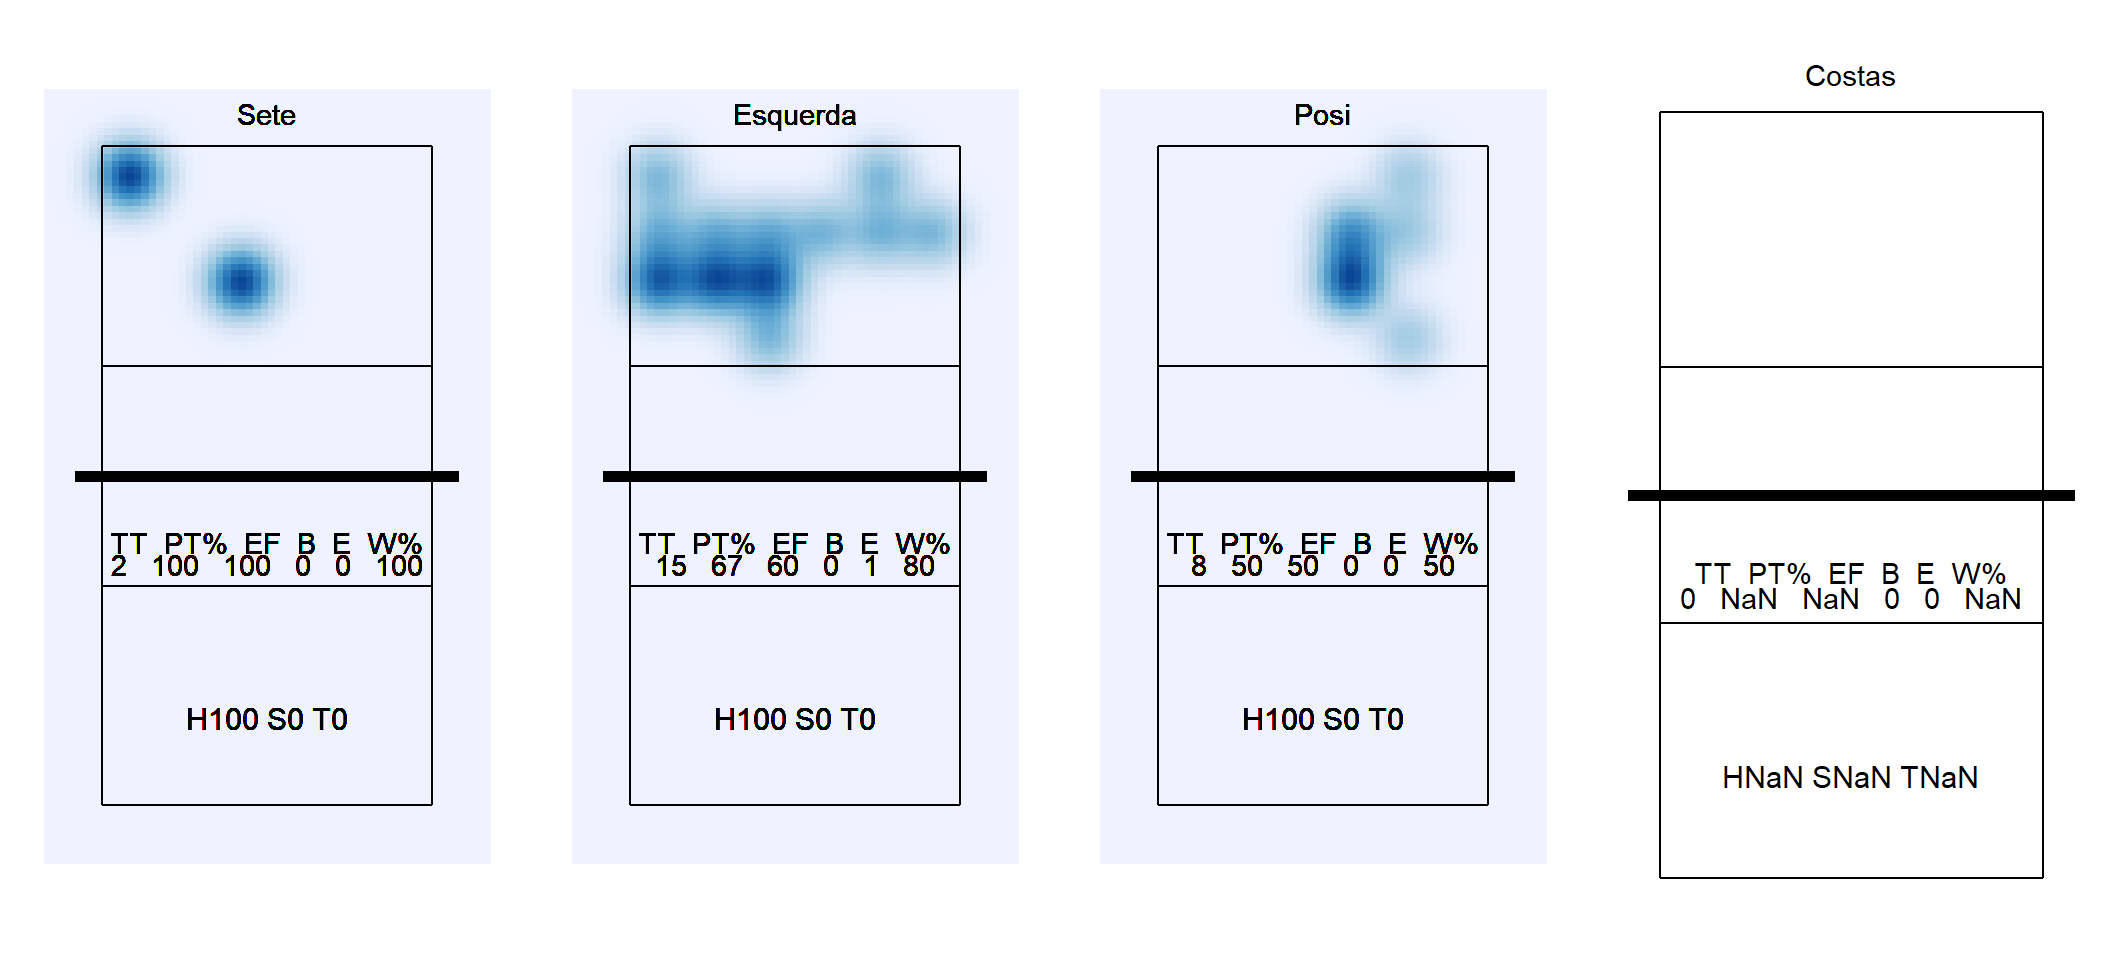 Sete
TT PT% EF B E W%
2 100 100 0 0 100
H100 S0 T0
Esquerda
TT PT% EF B E W%
15 67 60 0 1 80
H100 S0 T0
Posi
TT PT% EF B E W%
8 50 50 0 0 50
H100 S0 T0
Costas
TT PT% EF B E W%
0 NaN NaN 0 0 NaN
HNaN SNaN TNaN